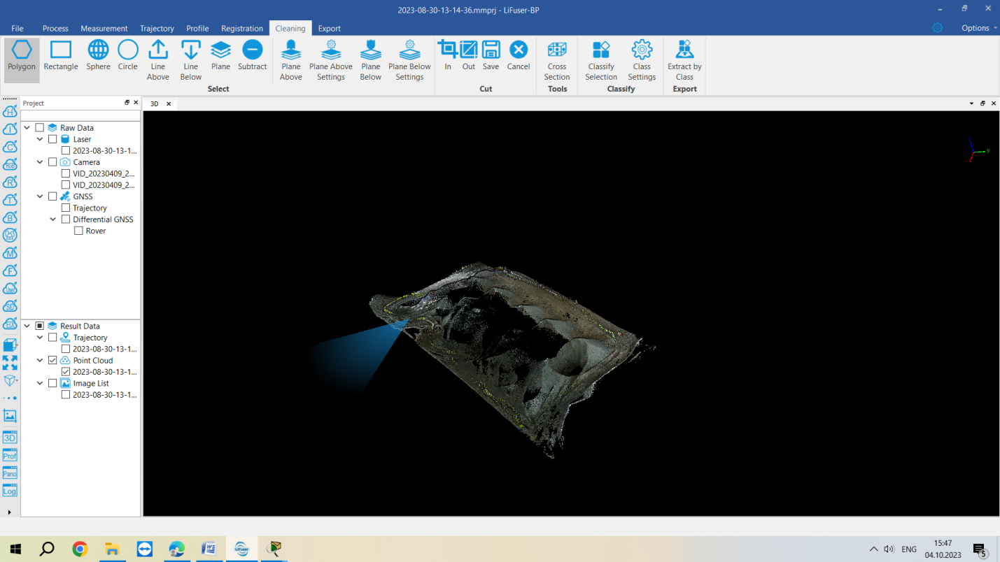 2023-08-30-13-14-36.mmprj - LiFuser-BP
File Process Measurement Trajectory Profile Registration Cleaning Export Options
Polygon Rectangle Sphere Circle Line Above Line Below Plane Subtract Plane Above Plane Above Settings Plane Below Plane Below Settings In Out Save Cancel Cross Section Classify Selection Class Settings Extract by Class
Select Cut Tools Classify Export
Project
3D
Raw Data
Laser
2023-08-30-13-1...
Camera
VID_20230409_2...
VID_20230409_2...
GNSS
Trajectory
Differential GNSS
Rover
Result Data
Trajectory
2023-08-30-13-1...
Point Cloud
2023-08-30-13-1...
Image List
2023-08-30-13-1...
H
I
C
RGB
R
T
B
M
F
User
SID
ED
3D
Prof
Pano
Log
y
ENG
15:47
04.10.2023
5